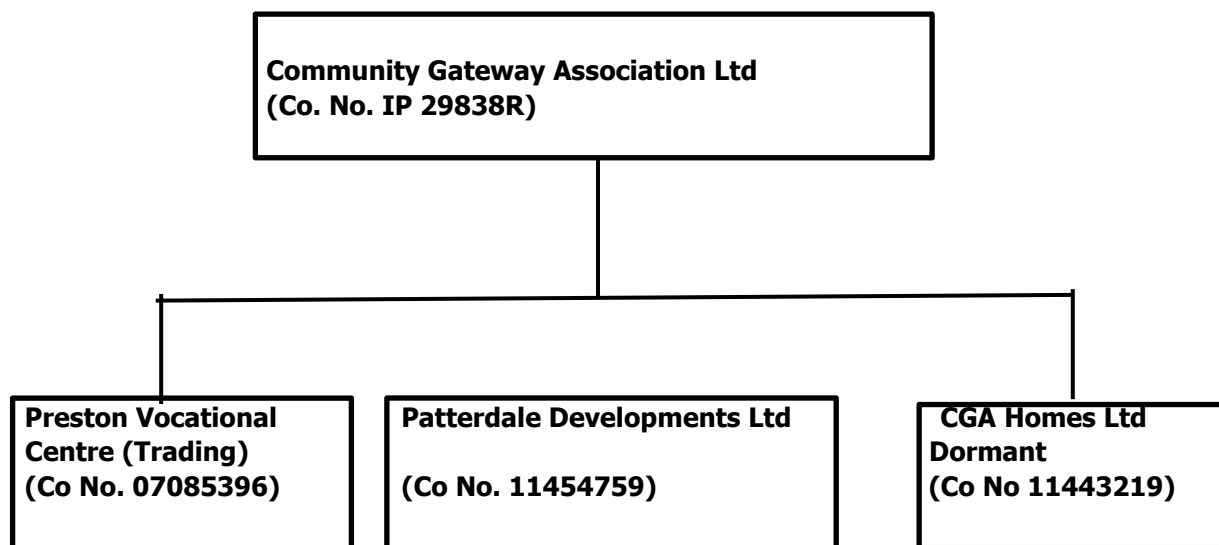 Community Gateway Association Ltd
(Co. No. IP 29838R)
Preston Vocational
Centre (Trading)
(Co No. 07085396)
Patterdale Developments Ltd
(Co No. 11454759)
CGA Homes Ltd
Dormant
(Co No 11443219)